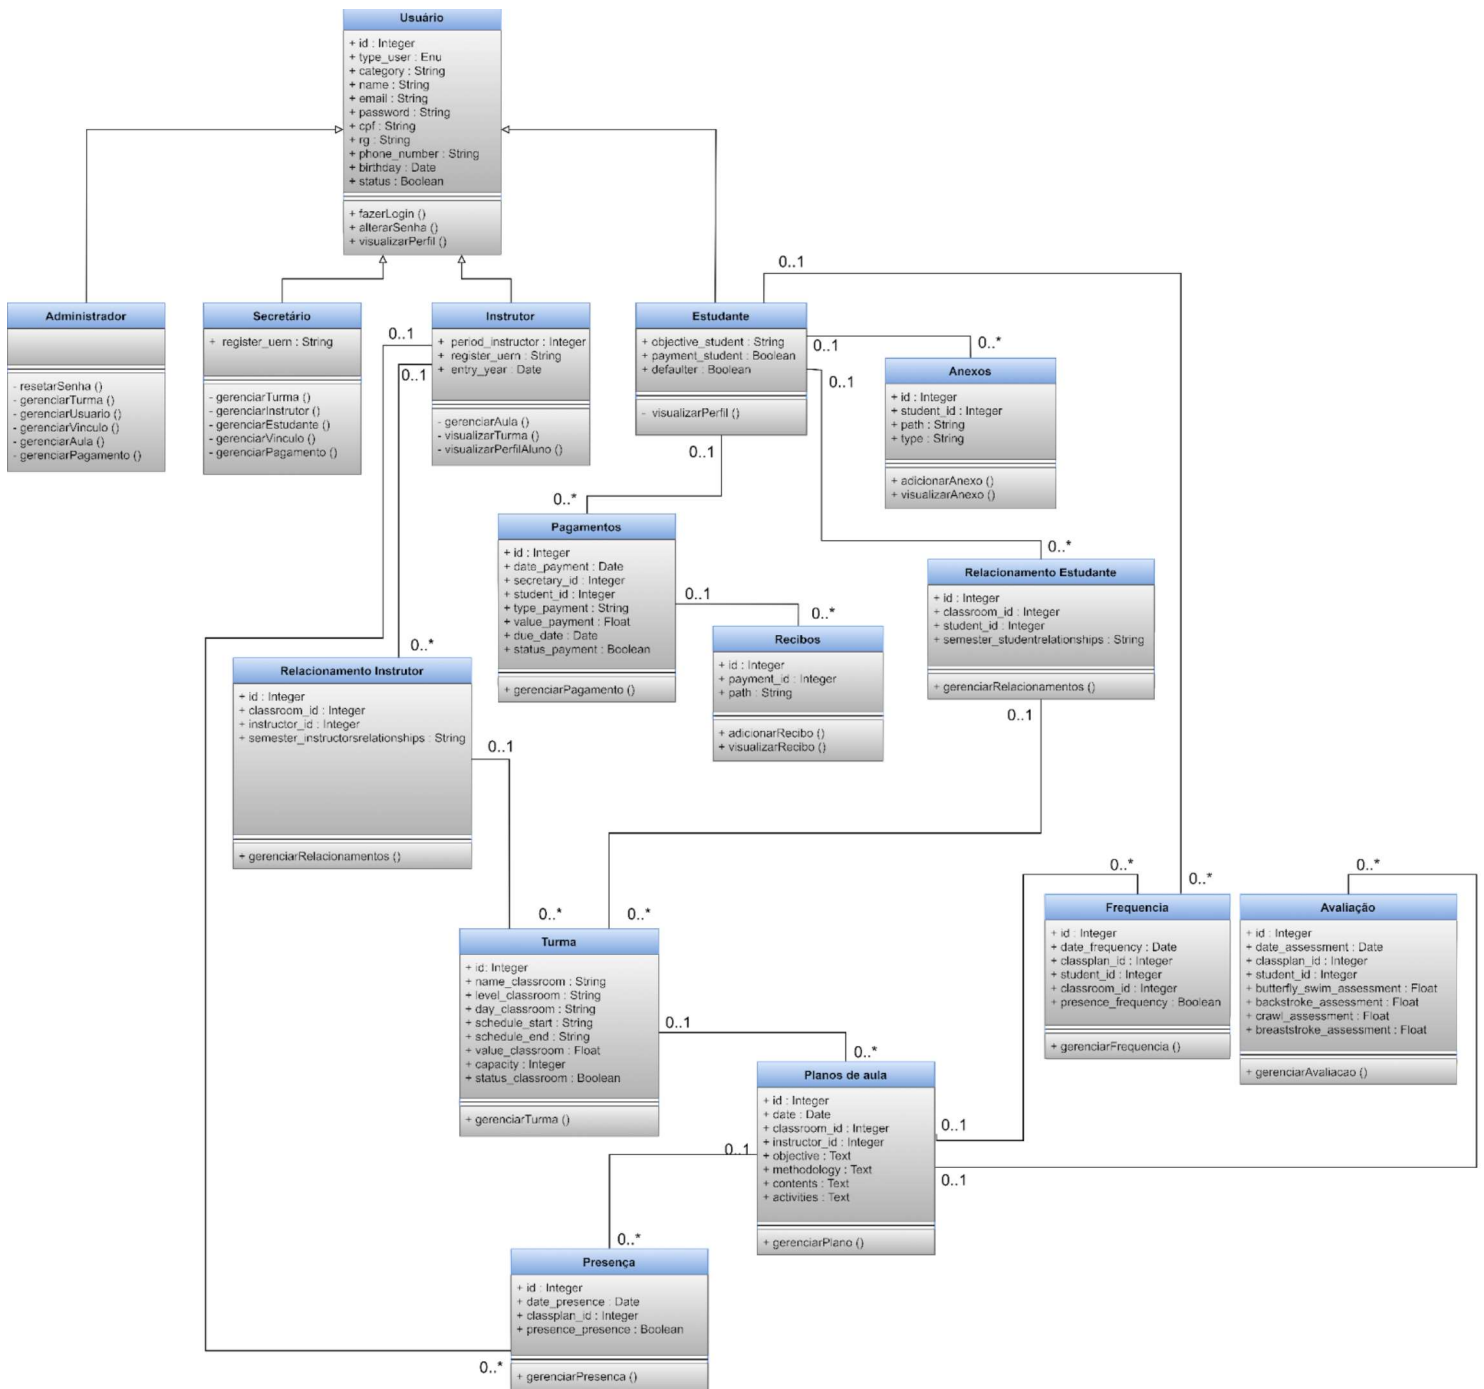 Usuário
+ id : Integer
+ type_user : Enu
+ category : String
+ name : String
+ email : String
+ password : String
+ cpf : String
+ rg : String
+ phone_number : String
+ birthday : Date
+ status : Boolean
+ fazerLogin ()
+ alterarSenha ()
+ visualizarPerfil ()
Administrador
- resetarSenha ()
- gerenciarTurma ()
- gerenciarUsuario ()
- gerenciarVinculo ()
- gerenciarAula ()
- gerenciarPagamento ()
Secretário
+ register_uern : String
- gerenciarTurma ()
- gerenciarInstrutor ()
- gerenciarEstudante ()
- gerenciarVinculo ()
- gerenciarPagamento ()
0..1
0..1
Instrutor
+ period_instructor : Integer
+ register_uern : String
+ entry_year : Date
- gerenciarAula ()
- visualizarTurma ()
- visualizarPerfilAluno ()
0..1
Estudante
+ objective_student : String
+ payment_student : Boolean
+ defaulter : Boolean
- visualizarPerfil ()
0..1
0..*
0..1
0..1
Anexos
+ id : Integer
+ student_id : Integer
+ path : String
+ type : String
+ adicionarAnexo ()
+ visualizarAnexo ()
0..*
Pagamentos
+ id : Integer
+ date_payment : Date
+ secretary_id : Integer
+ student_id : Integer
+ type_payment : String
+ value_payment : Float
+ due_date : Date
+ status_payment : Boolean
+ gerenciarPagamento ()
0..1
0..*
Recibos
+ id : Integer
+ payment_id : Integer
+ path : String
+ adicionarRecibo ()
+ visualizarRecibo ()
0..*
Relacionamento Estudante
+ id : Integer
+ classroom_id : Integer
+ student_id : Integer
+ semester_studentrelationships : String
+ gerenciarRelacionamentos ()
0..1
0..*
Relacionamento Instrutor
+ id : Integer
+ classroom_id : Integer
+ instructor_id : Integer
+ semester_instructorsrelationships : String
+ gerenciarRelacionamentos ()
0..1
0..*
0..*
Turma
+ id: Integer
+ name_classroom : String
+ level_classroom : String
+ day_classroom : String
+ schedule_start : String
+ schedule_end : String
+ value_classroom : Float
+ capacity : Integer
+ status_classroom : Boolean
+ gerenciarTurma ()
0..1
0..*
0..*
0..*
Frequencia
+ id : Integer
+ date_frequency : Date
+ classplan_id : Integer
+ student_id : Integer
+ classroom_id : Integer
+ presence_frequency : Boolean
+ gerenciarFrequencia ()
0..*
Avaliação
+ id : Integer
+ date_assessment : Date
+ classplan_id : Integer
+ student_id : Integer
+ butterfly_swim_assessment : Float
+ backstroke_assessment : Float
+ crawl_assessment : Float
+ breaststroke_assessment : Float
+ gerenciarAvaliacao ()
Planos de aula
+ id : Integer
+ date : Date
+ classroom_id : Integer
+ instructor_id : Integer
+ objective : Text
+ methodology : Text
+ contents : Text
+ activities : Text
+ gerenciarPlano ()
0..1
0..1
0..1
0..*
Presença
+ id : Integer
+ date_presence : Date
+ classplan_id : Integer
+ presence_presence : Boolean
+ gerenciarPresenca ()
0..*